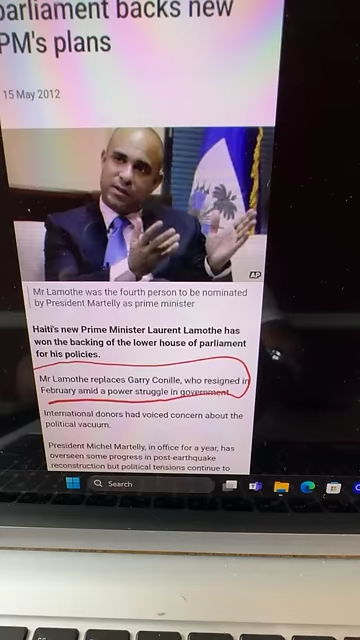 parliament backs new
PM's plans
15 May 2012
AP
Mr Lamothe was the fourth person to be nominated
by President Martelly as prime minister
Haiti's new Prime Minister Laurent Lamothe has
won the backing of the lower house of parliament
for his policies.
Mr Lamothe replaces Garry Conille, who resigned in
February amid a power struggle in government.
International donors had voiced concern about the
political vacuum.
President Michel Martelly, in office for a year, has
overseen some progress in post-earthquake
reconstruction but political tensions continue to
Search